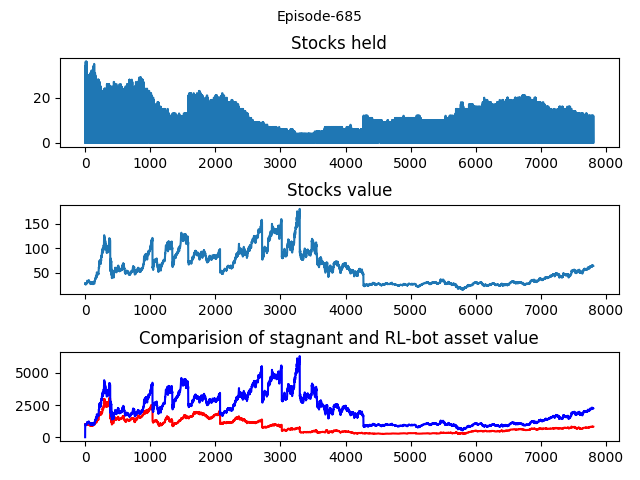 Episode-685
Stocks held
20
0
0 1000 2000 3000 4000 5000 6000 7000 8000
Stocks value
150
100
50
0 1000 2000 3000 4000 5000 6000 7000 8000
Comparision of stagnant and RL-bot asset value
5000
2500
0
0 1000 2000 3000 4000 5000 6000 7000 8000